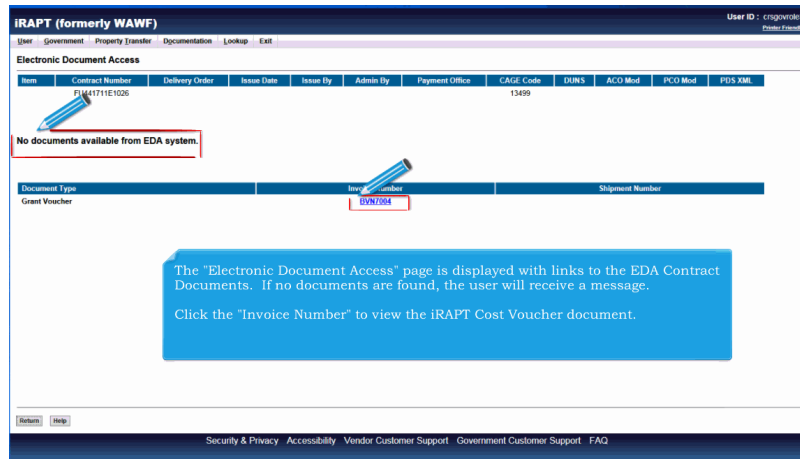 iRAPT (formerly WAWF)
User ID : crsgovrole
Printer Friend
User Government Property Transfer Documentation Lookup Exit
Electronic Document Access
Item Contract Number Delivery Order Issue Date Issue By Admin By Payment Office CAGE Code DUNS ACO Mod PCO Mod PDS XML
FU441711E1026 13499
No documents available from EDA system.
Document Type Invoice Number Shipment Number
Grant Voucher BVN7004
The "Electronic Document Access" page is displayed with links to the EDA Contract
Documents. If no documents are found, the user will receive a message.
Click the "Invoice Number" to view the iRAPT Cost Voucher document.
Return Help
Security & Privacy Accessibility Vendor Customer Support Government Customer Support FAQ